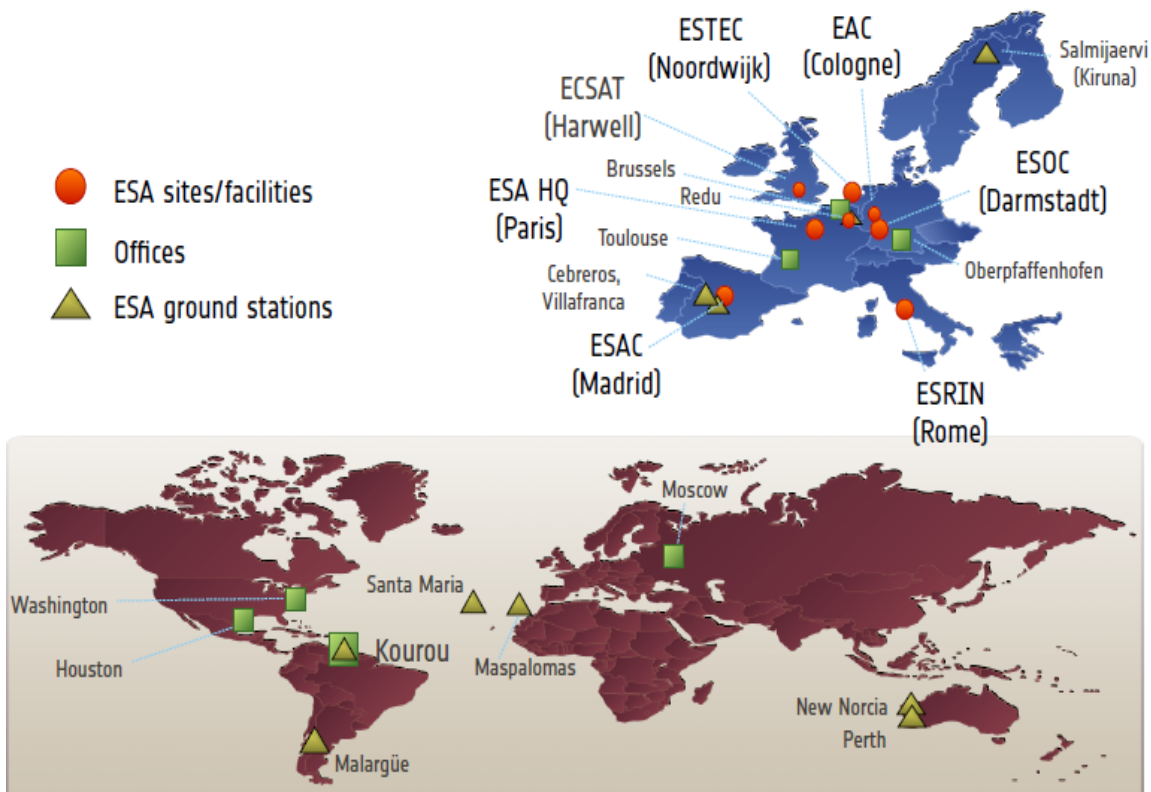 ESTEC
(Noordwijk)
EAC
(Cologne)
Salmijaervi
(Kiruna)
ECSAT
(Harwell)
ESA sites/facilities
Offices
ESA ground stations
Brussels
Redu
ESA HQ
(Paris)
Toulouse
Cebreros,
Villafranca
ESAC
(Madrid)
ESOC
(Darmstadt)
Oberpfaffenhofen
ESRIN
(Rome)
Moscow
Santa Maria
Washington
Houston
Kourou
Maspalomas
New Norcia
Perth
Malargüe